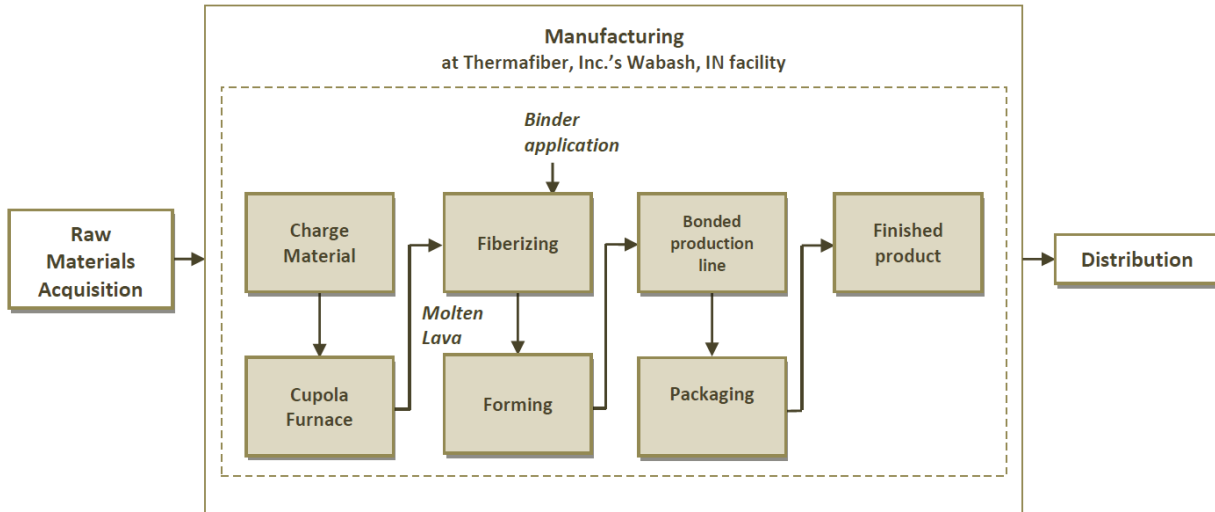 Manufacturing
at Thermafiber, Inc.'s Wabash, IN facility
Raw
Materials
Acquisition
Charge
Material
Cupola
Furnace
Molten
Lava
Binder
application
Fiberizing
Forming
Bonded
production
line
Packaging
Finished
product
Distribution